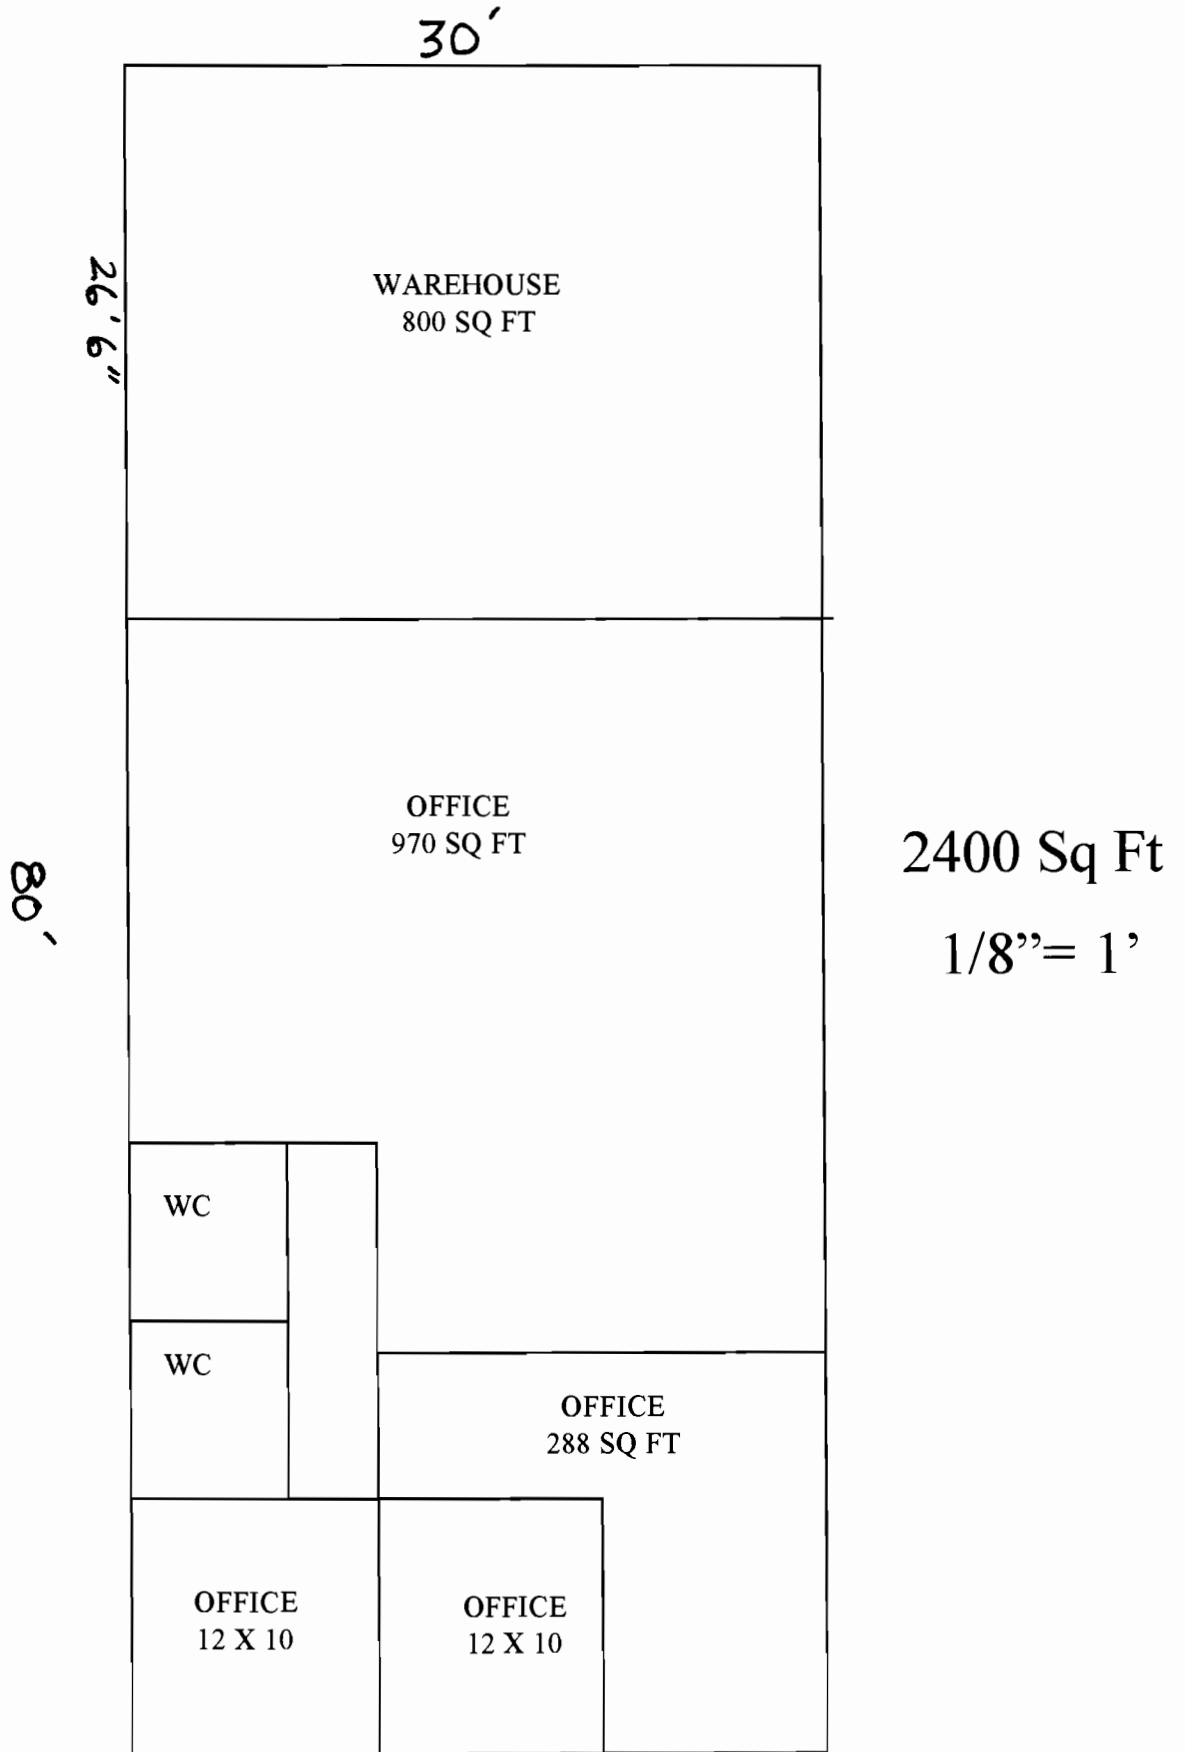 30'
26'6"
WAREHOUSE
800 SQ FT
OFFICE
970 SQ FT
80'
2400 Sq Ft
1/8”= 1’
WC
WC
OFFICE
288 SQ FT
OFFICE
12 X 10
OFFICE
12 X 10